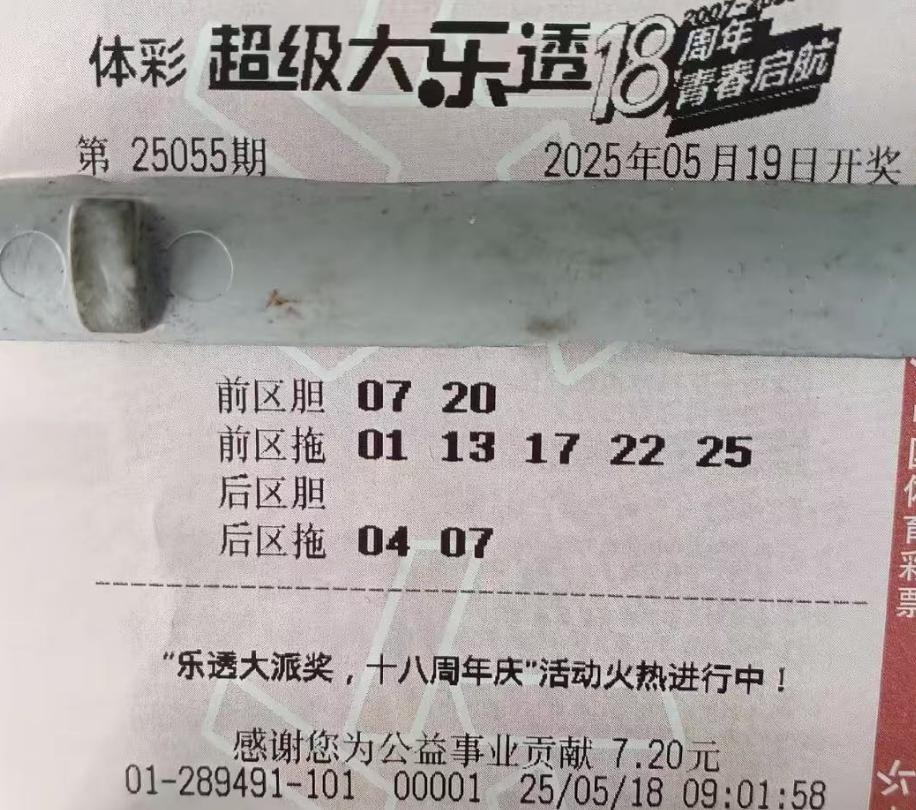 体彩 超级大乐透 18周年 青春启航
第 25055期 2025年05月19日开奖
前区胆 07 20
前区拖 01 13 17 22 25
后区胆
后区拖 04 07
"乐透大派奖，十八周年庆"活动火热进行中！
感谢您为公益事业贡献 7.20元
01-289491-101 00001 25/05/18 09:01:58
体育彩票